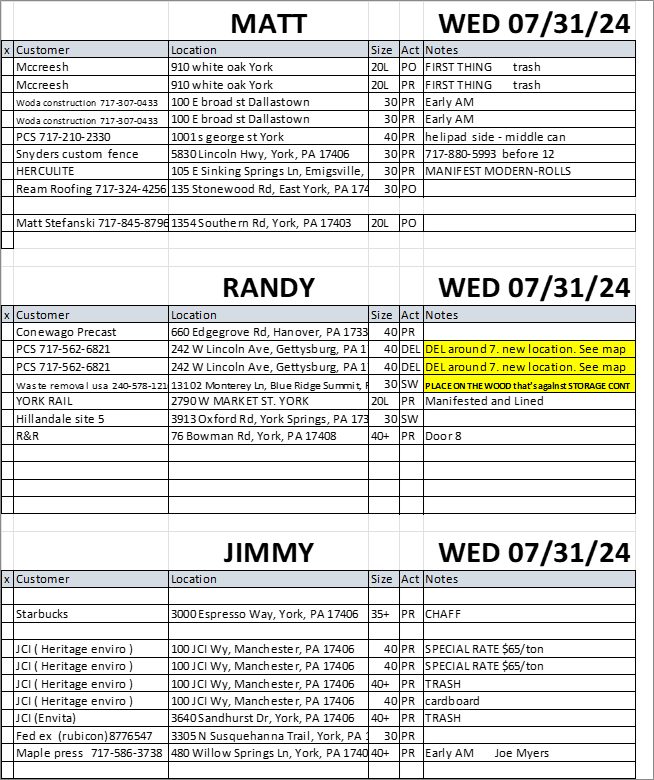 MATT WED 07/31/24
x Customer Location Size Act Notes
Mccreesh 910 white oak York 20L PO FIRST THING trash
Mccreesh 910 white oak York 20L PR FIRST THING trash
Woda construction 717-307-0433 100 E broad st Dallastown 30 PR Early AM
Woda construction 717-307-0433 100 E broad st Dallastown 30 PR Early AM
PCS 717-210-2330 1001 s george st York 40 PR helipad side - middle can
Snyders custom fence 5830 Lincoln Hwy, York, PA 17406 30 PR 717-880-5993 before 12
HERCULITE 105 E Sinking Springs Ln, Emigsville, 30 PR MANIFEST MODERN-ROLLS
Ream Roofing 717-324-4256 135 Stonewood Rd, East York, PA 174 30 PO
Matt Stefanski 717-845-8796 1354 Southern Rd, York, PA 17403 20L PO
RANDY WED 07/31/24
x Customer Location Size Act Notes
Conewago Precast 660 Edgegrove Rd, Hanover, PA 1733 40 PR
PCS 717-562-6821 242 W Lincoln Ave, Gettysburg, PA 1 40 DEL DEL around 7. new location. See map
PCS 717-562-6821 242 W Lincoln Ave, Gettysburg, PA 1 40 DEL DEL around 7. new location. See map
Waste removal usa 240-578-121 13102 Monterey Ln, Blue Ridge Summit, P 30 SW PLACE ON THE WOOD that's against STORAGE CONT
YORK RAIL 2790 W MARKET ST. YORK 20L PR Manifested and Lined
Hillandale site 5 3913 Oxford Rd, York Springs, PA 173 30 SW
R&R 76 Bowman Rd, York, PA 17408 40+ PR Door 8
JIMMY WED 07/31/24
x Customer Location Size Act Notes
Starbucks 3000 Espresso Way, York, PA 17406 35+ PR CHAFF
JCI ( Heritage enviro ) 100 JCI Wy, Manchester, PA 17406 40 PR SPECIAL RATE $65/ton
JCI ( Heritage enviro ) 100 JCI Wy, Manchester, PA 17406 40 PR SPECIAL RATE $65/ton
JCI ( Heritage enviro ) 100 JCI Wy, Manchester, PA 17406 40+ PR TRASH
JCI ( Heritage enviro ) 100 JCI Wy, Manchester, PA 17406 40 PR cardboard
JCI (Envita) 3640 Sandhurst Dr, York, PA 17406 40+ PR TRASH
Fed ex (rubicon)8776547 3305 N Susquehanna Trail, York, PA 1 30 PR
Maple press 717-586-3738 480 Willow Springs Ln, York, PA 1740 40+ PR Early AM Joe Myers